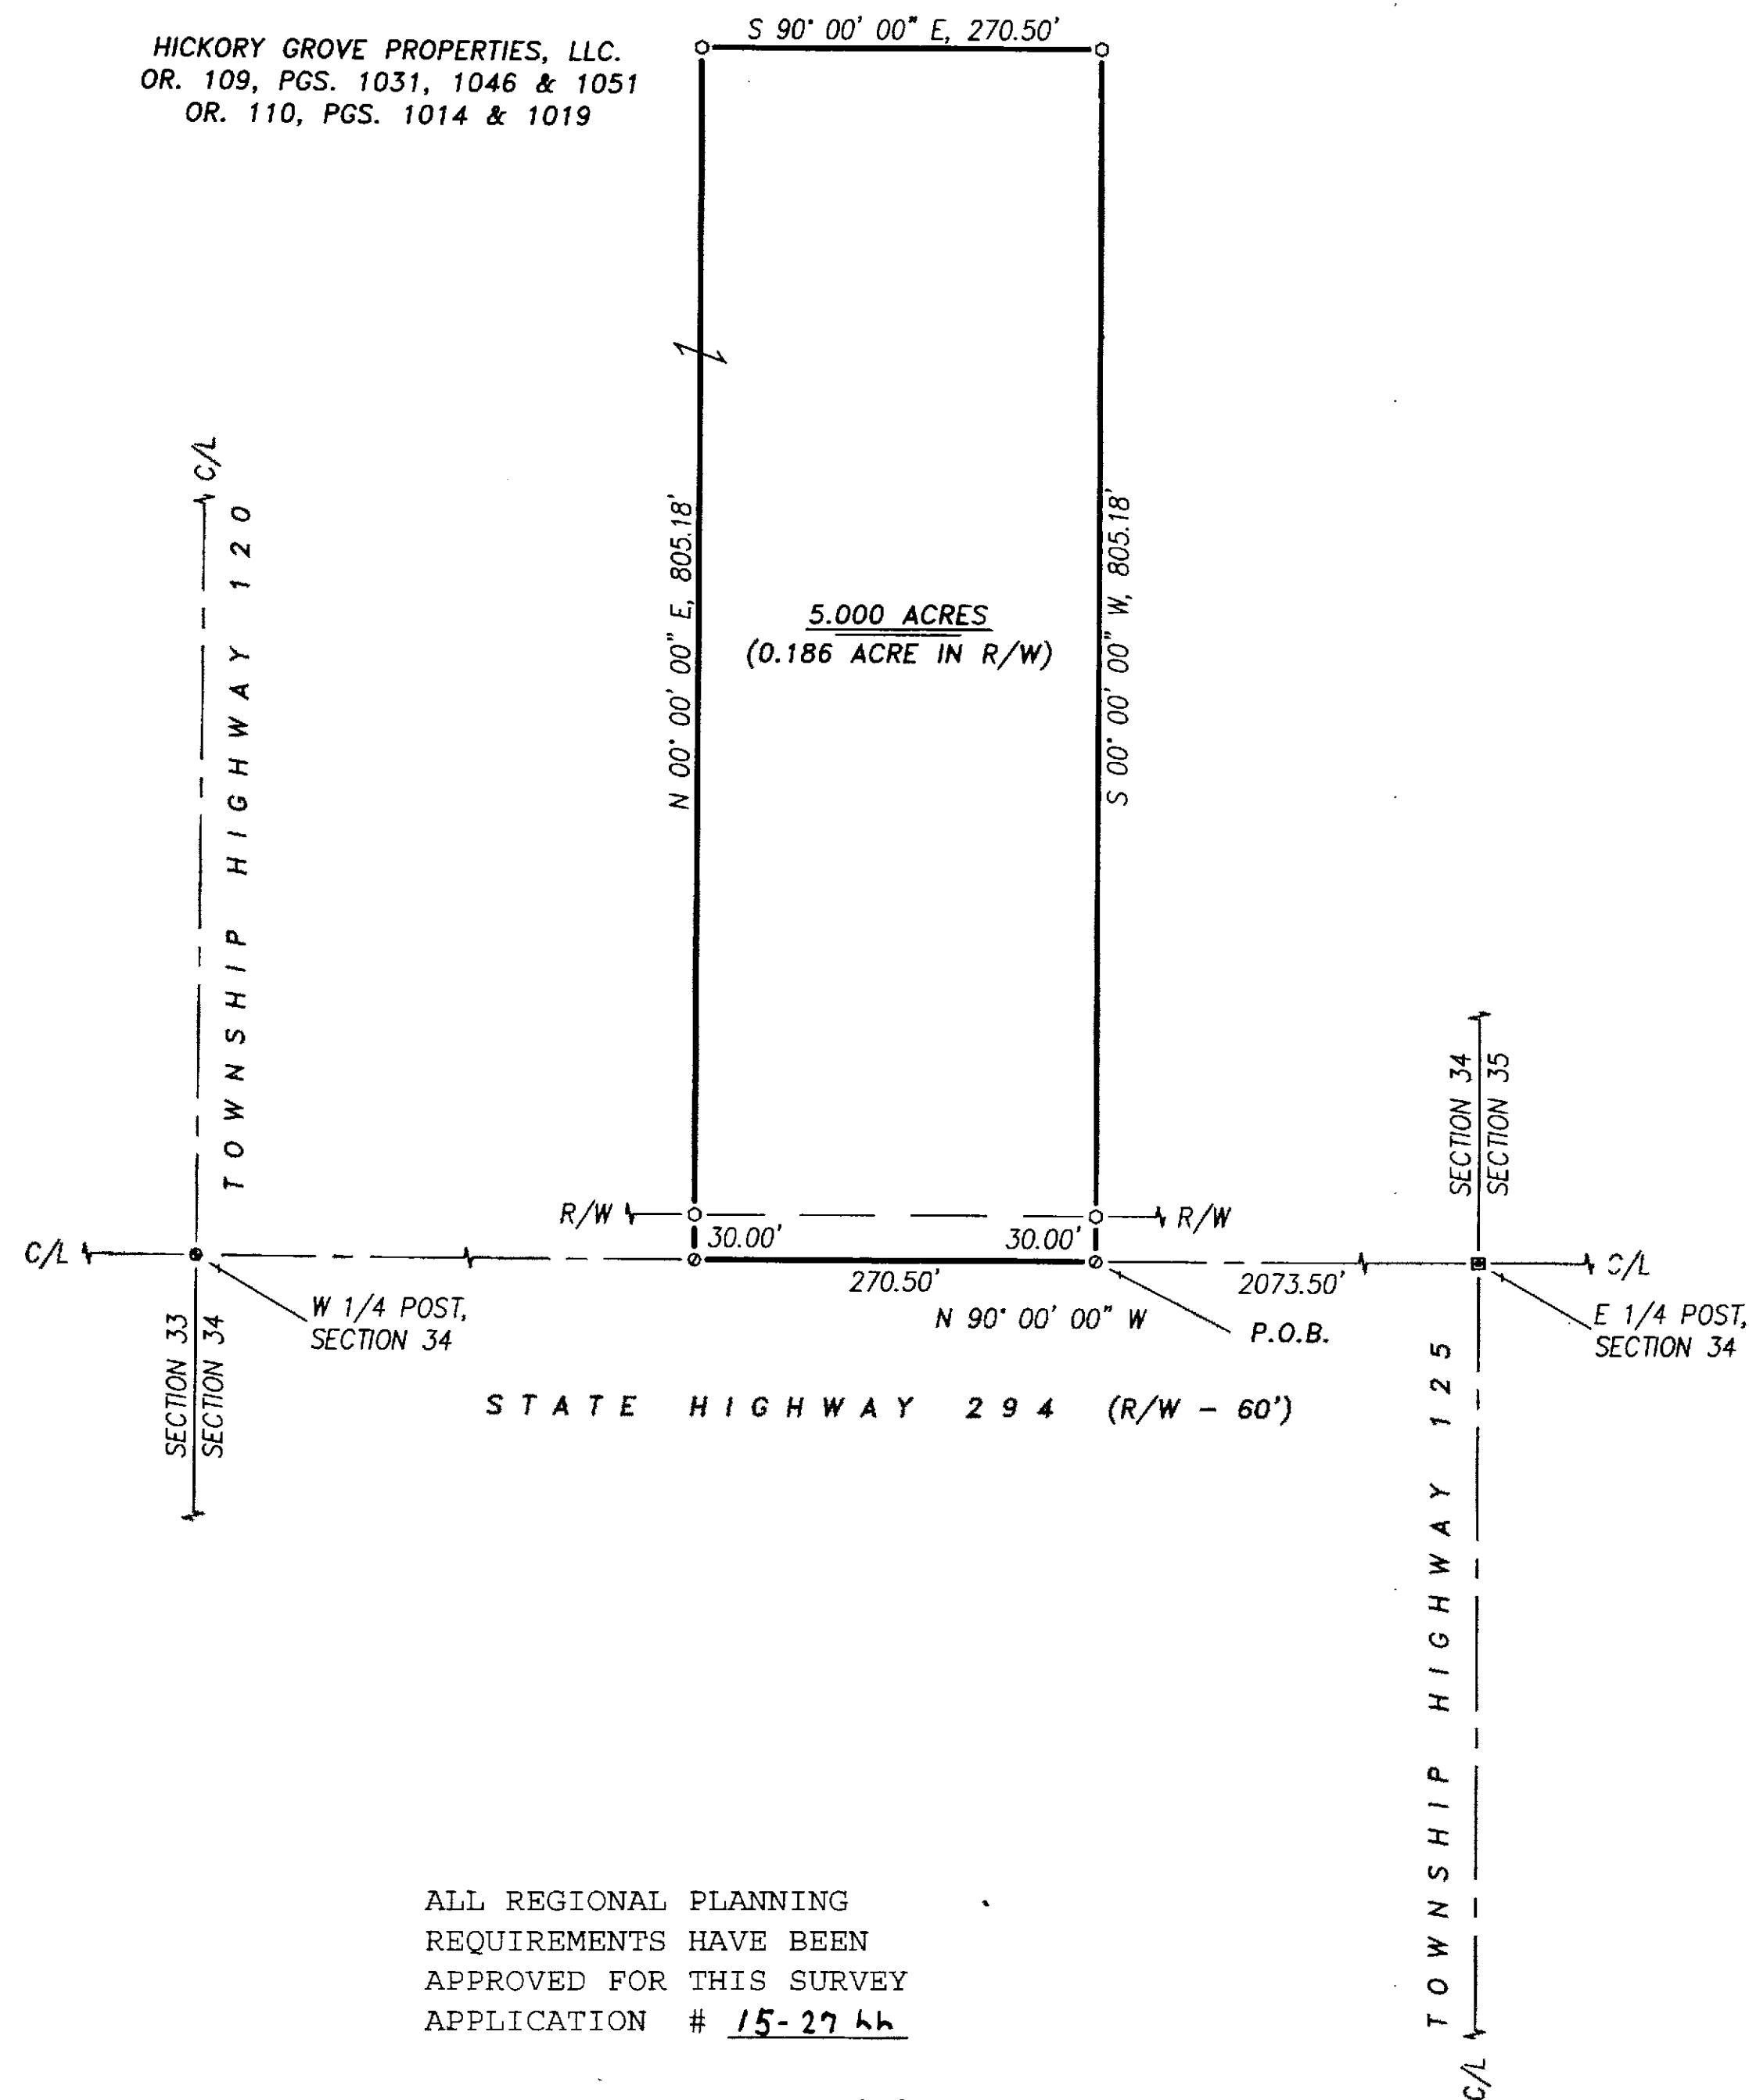 S 90° 00' 00" E, 270.50'
HICKORY GROVE PROPERTIES, LLC.
OR. 109, PGS. 1031, 1046 & 1051
OR. 110, PGS. 1014 & 1019
C/L
TOWNSHIP HIGHWAY 120
N 00° 00' 00" E, 805.18'
S 00° 00' 00" W, 805.18'
5.000 ACRES
(0.186 ACRE IN R/W)
SECTION 34
SECTION 35
R/W
R/W
30.00'
30.00'
C/L
C/L
270.50'
2073.50'
N 90° 00' 00" W
P.O.B.
W 1/4 POST,
SECTION 34
E 1/4 POST,
SECTION 34
SECTION 33
SECTION 34
STATE HIGHWAY 294 (R/W - 60')
TOWNSHIP HIGHWAY 125
C/L
ALL REGIONAL PLANNING
REQUIREMENTS HAVE BEEN
APPROVED FOR THIS SURVEY
APPLICATION # 15-27